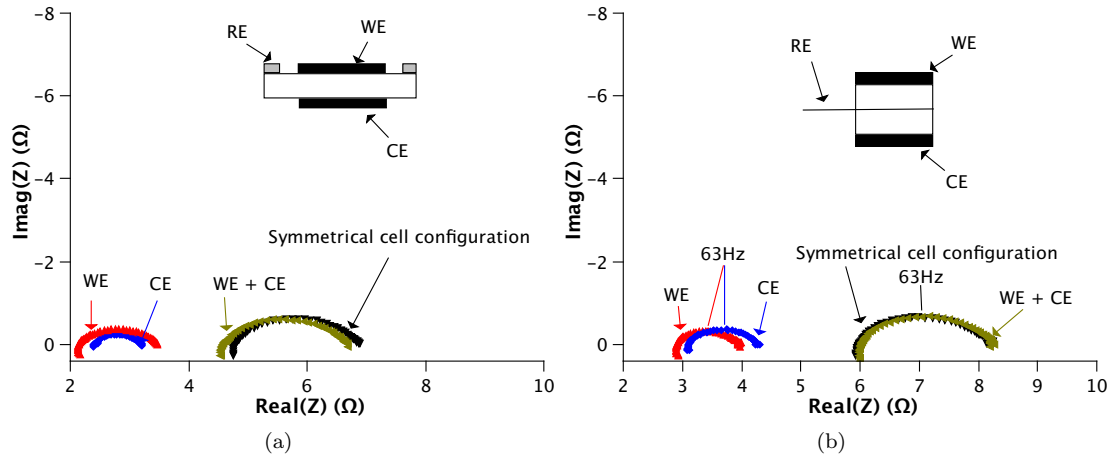 -8
-6
-4
-2
0
Imag(Z) (Ω)
RE
WE
CE
Symmetrical cell configuration
WE
CE
WE + CE
2
4
6
8
10
Real(Z) (Ω)
(a)
-8
-6
-4
-2
0
Imag(Z) (Ω)
RE
WE
CE
63Hz
Symmetrical cell configuration
63Hz
WE
CE
WE + CE
2
3
4
5
6
7
8
9
10
Real(Z) (Ω)
(b)